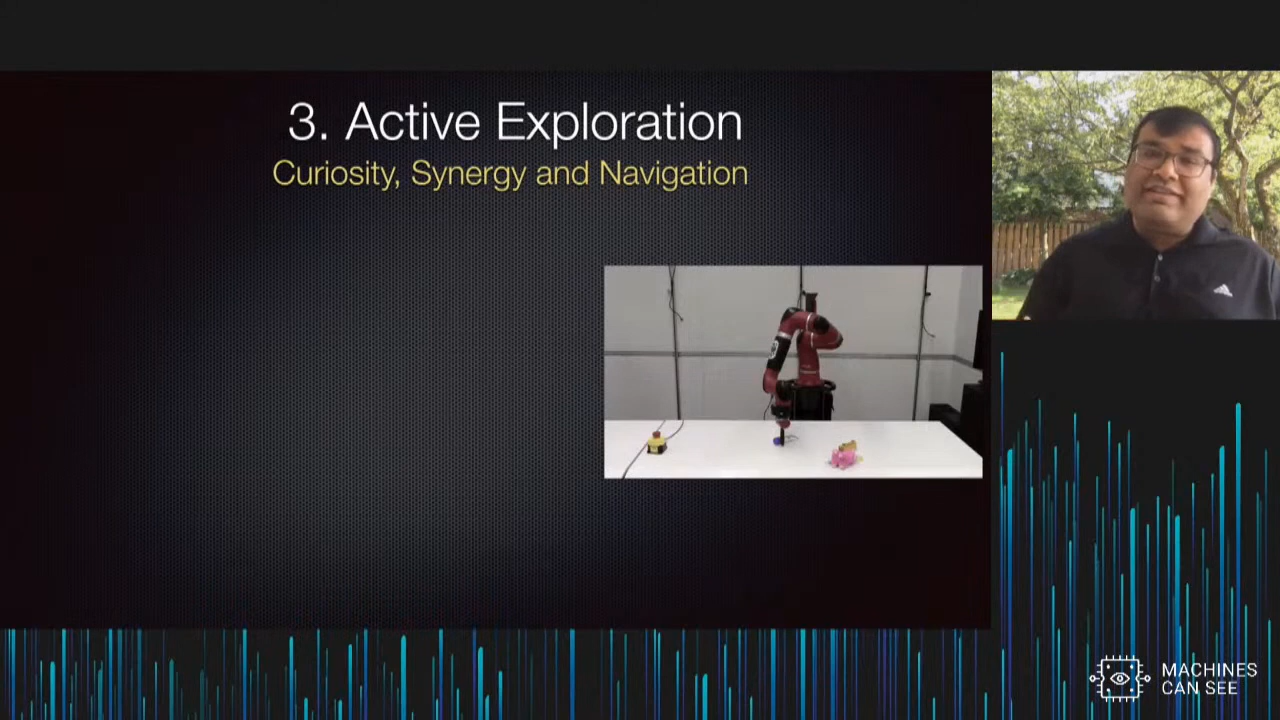 3. Active Exploration
Curiosity, Synergy and Navigation
MACHINES
CAN SEE